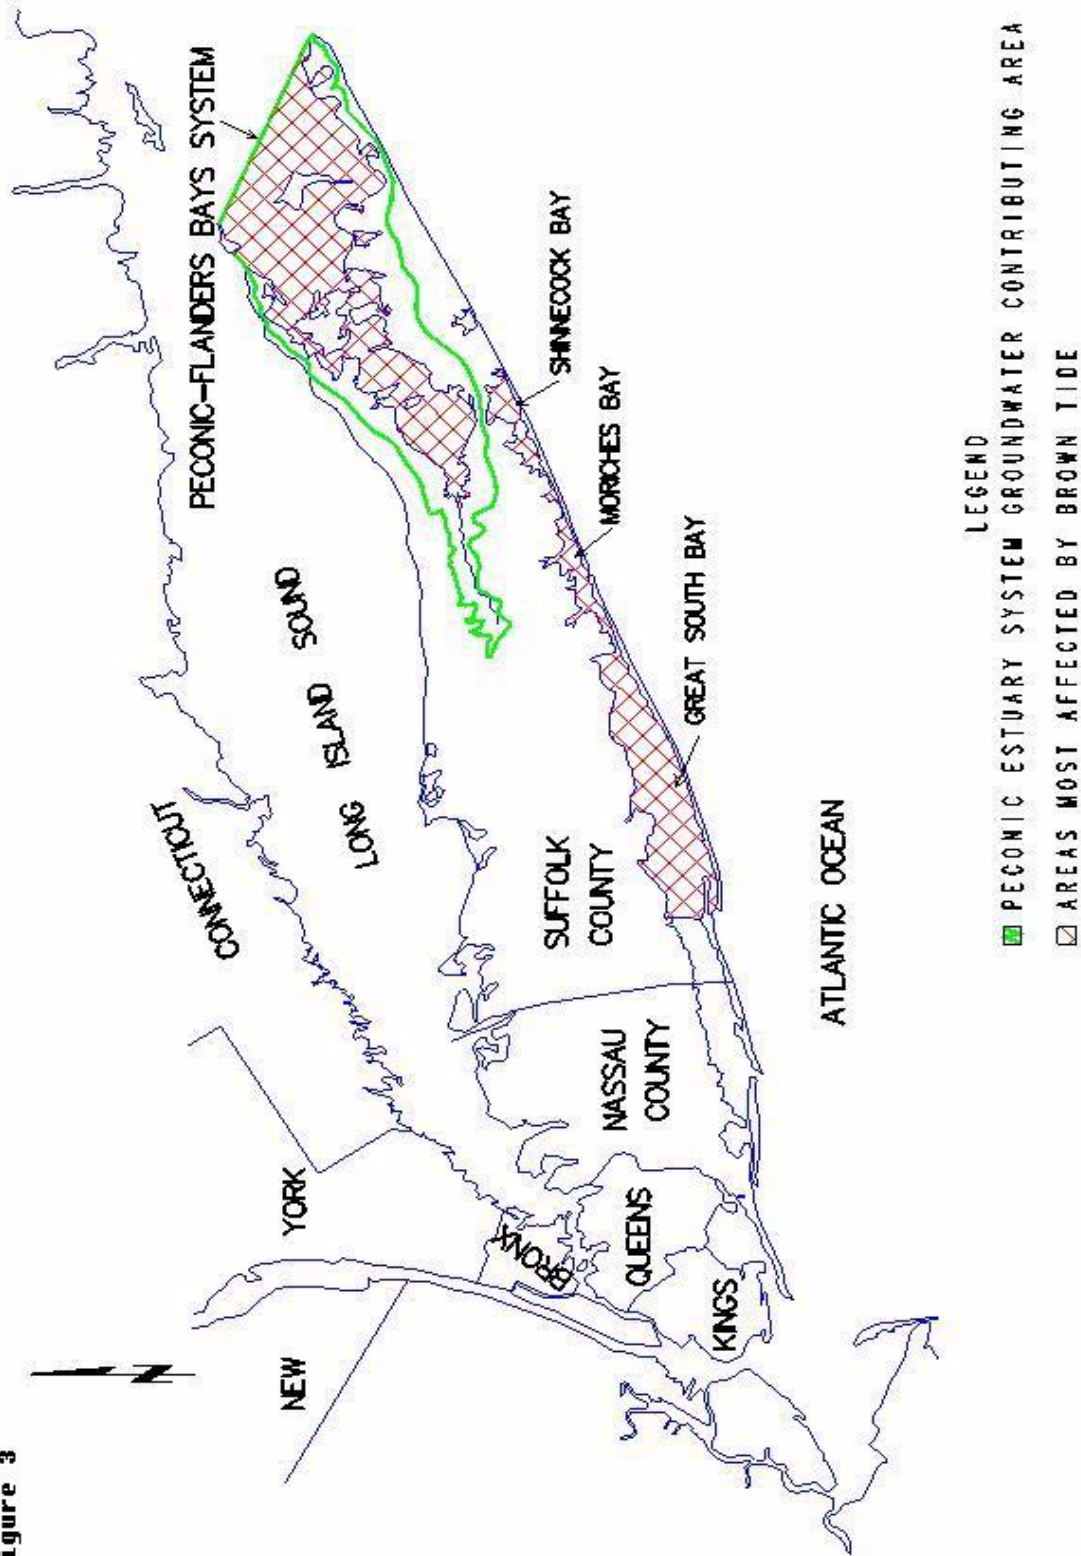 igure 3
NEW
YORK
CONNECTICUT
LONG ISLAND SOUND
PECONIC-FLANDERS BAYS SYSTEM
BRONX
QUEENS
KINGS
NASSAU
COUNTY
SUFFOLK
COUNTY
SHINNECOCK BAY
MORICHES BAY
GREAT SOUTH BAY
ATLANTIC OCEAN
N
LEGEND
PECONIC ESTUARY SYSTEM GROUNDWATER CONTRIBUTING AREA
AREAS MOST AFFECTED BY BROWN TIDE